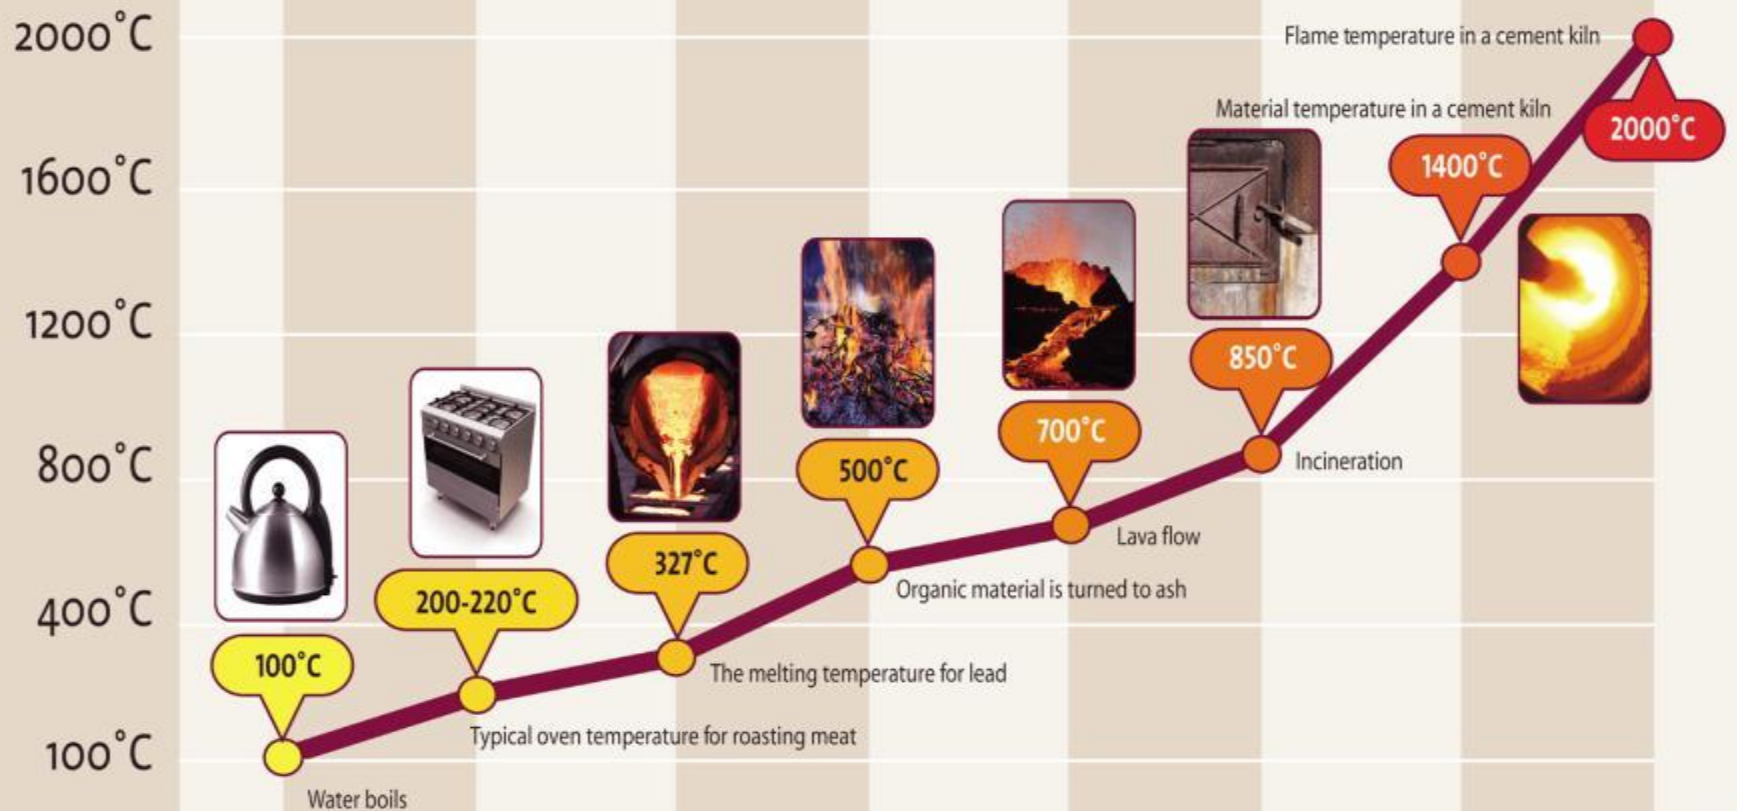 2000°C
1600°C
1200°C
800°C
400°C
100°C
Flame temperature in a cement kiln
2000°C
Material temperature in a cement kiln
1400°C
850°C
Incineration
700°C
Lava flow
500°C
Organic material is turned to ash
327°C
The melting temperature for lead
200-220°C
Typical oven temperature for roasting meat
100°C
Water boils